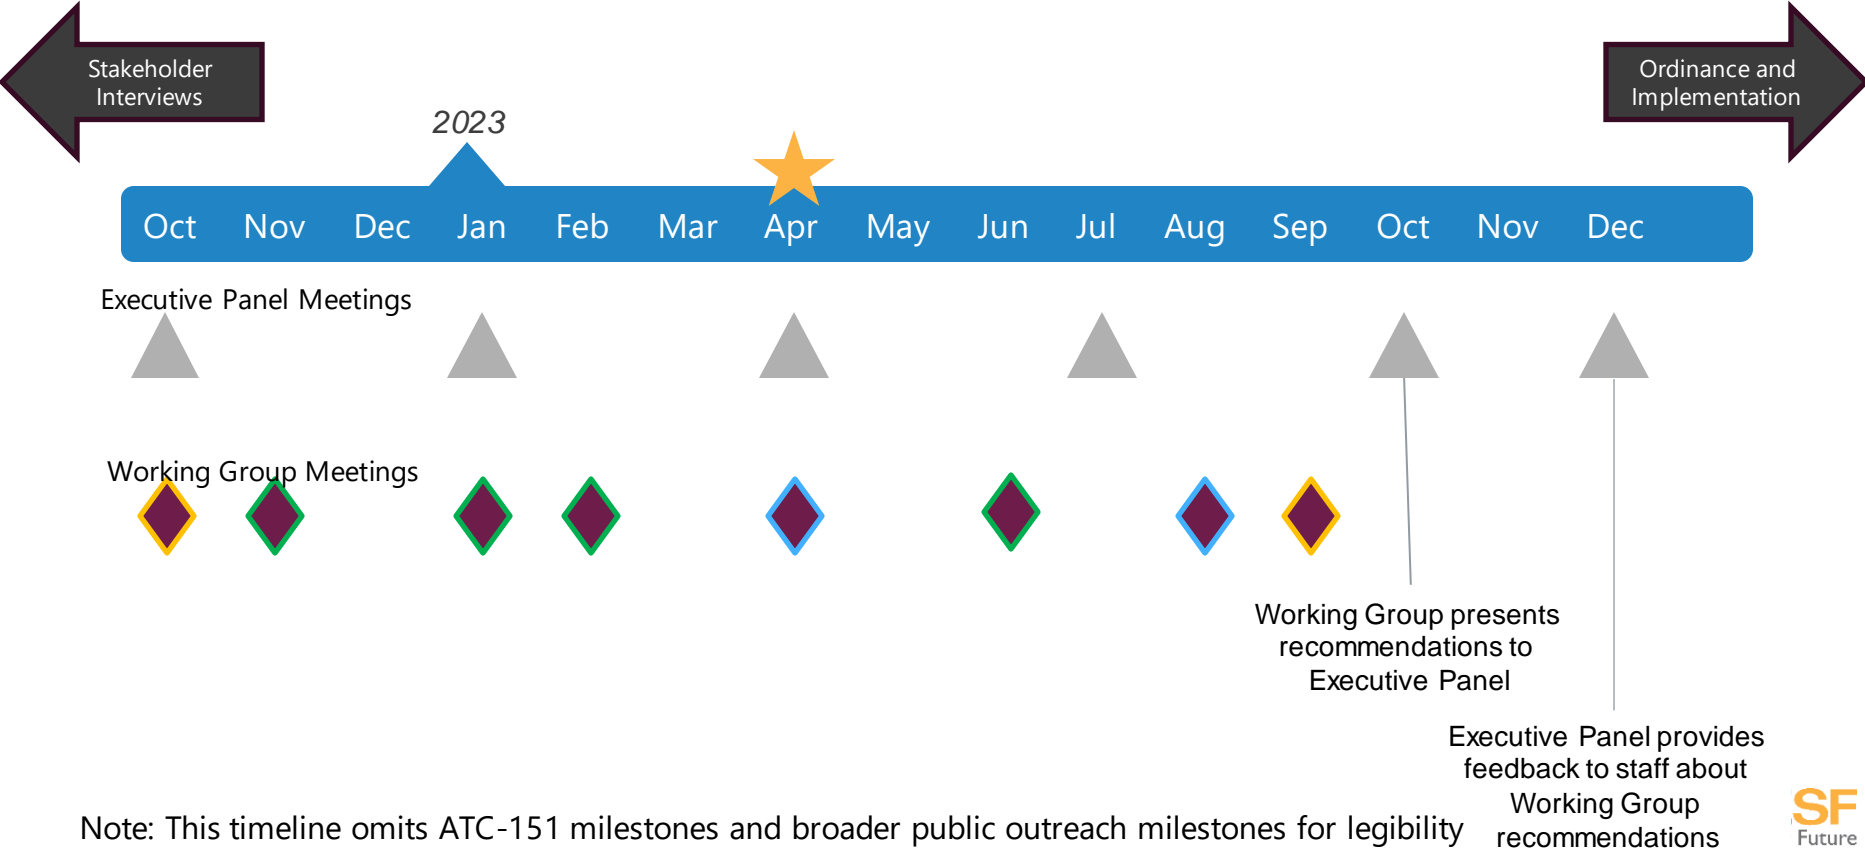 Stakeholder
Interviews
Ordinance and
Implementation
2023
Oct Nov Dec Jan Feb Mar Apr May Jun Jul Aug Sep Oct Nov Dec
Executive Panel Meetings
Working Group Meetings
Working Group presents
recommendations to
Executive Panel
Executive Panel provides
feedback to staff about
Working Group
recommendations
Note: This timeline omits ATC-151 milestones and broader public outreach milestones for legibility
SF
Future